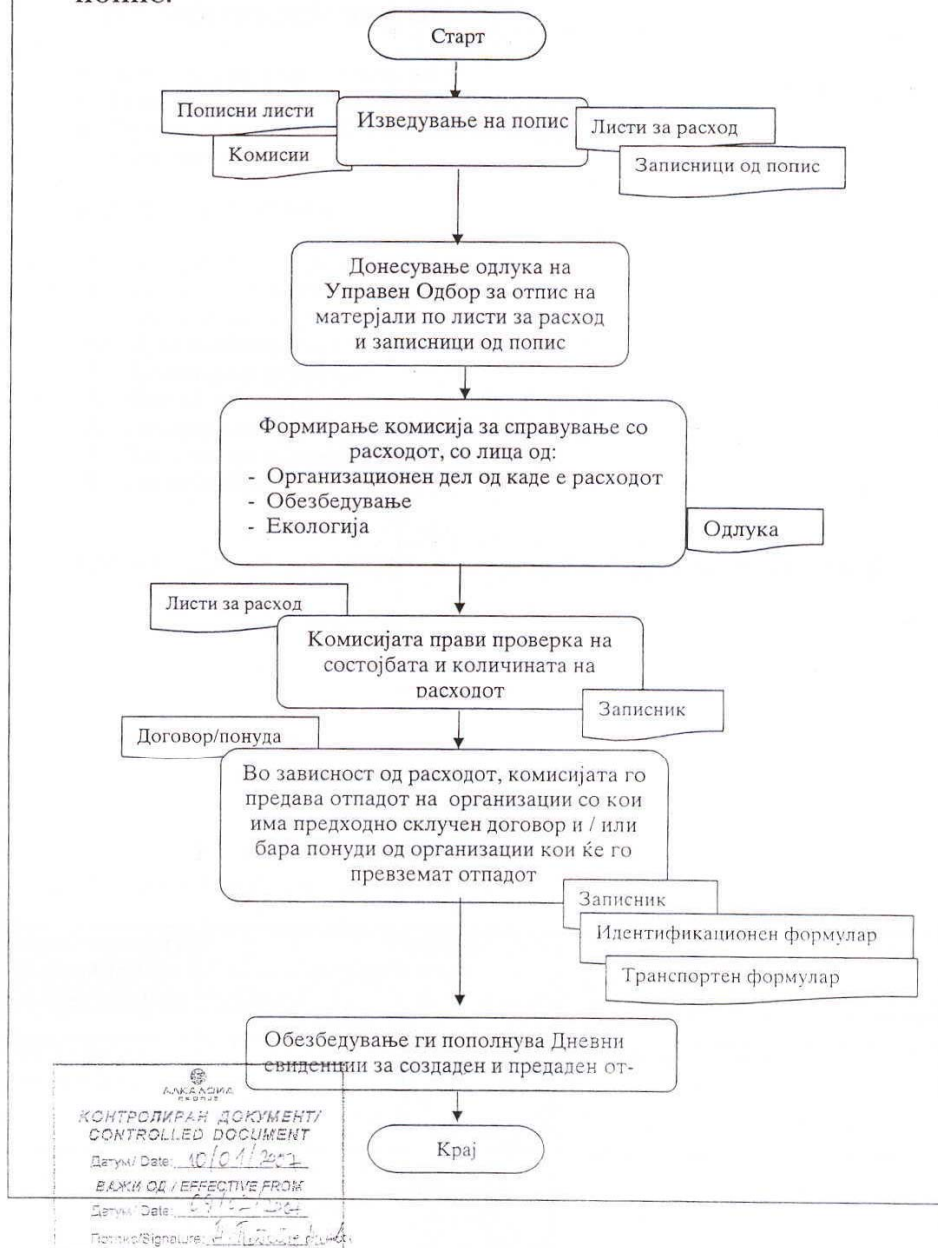 Старт
Пописни листи
Комисии
Изведување на попис
Листи за расход
Записници од попис
Донесување одлука на
Управен Одбор за отпис на
матерјали по листи за расход
и записници од попис
Формирање комисија за справување со
расходот, со лица од:
- Организационен дел од каде е расходот
- Обезбедување
- Екологија
Одлука
Листи за расход
Комисијата прави проверка на
состојбата и количината на
расходот
Записник
Договор/понуда
Во зависност од расходот, комисијата го
предава отпадот на организации со кои
има предходно склучен договор и / или
бара понуди од организации кои ќе го
превземат отпадот
Записник
Идентификационен формулар
Транспортен формулар
Обезбедување ги пополнува Дневни
евиденции за создаден и предаден от-
АЛКАЛОИД
СКОПЈЕ
КОНТРОЛИРАН ДОКУМЕНТ/
CONTROLLED DOCUMENT
Датум/ Date: 10/01/
ВАЖИ ОД / EFFECTIVE FROM
Датум/ Date:
Потпис/Signature:
Крај